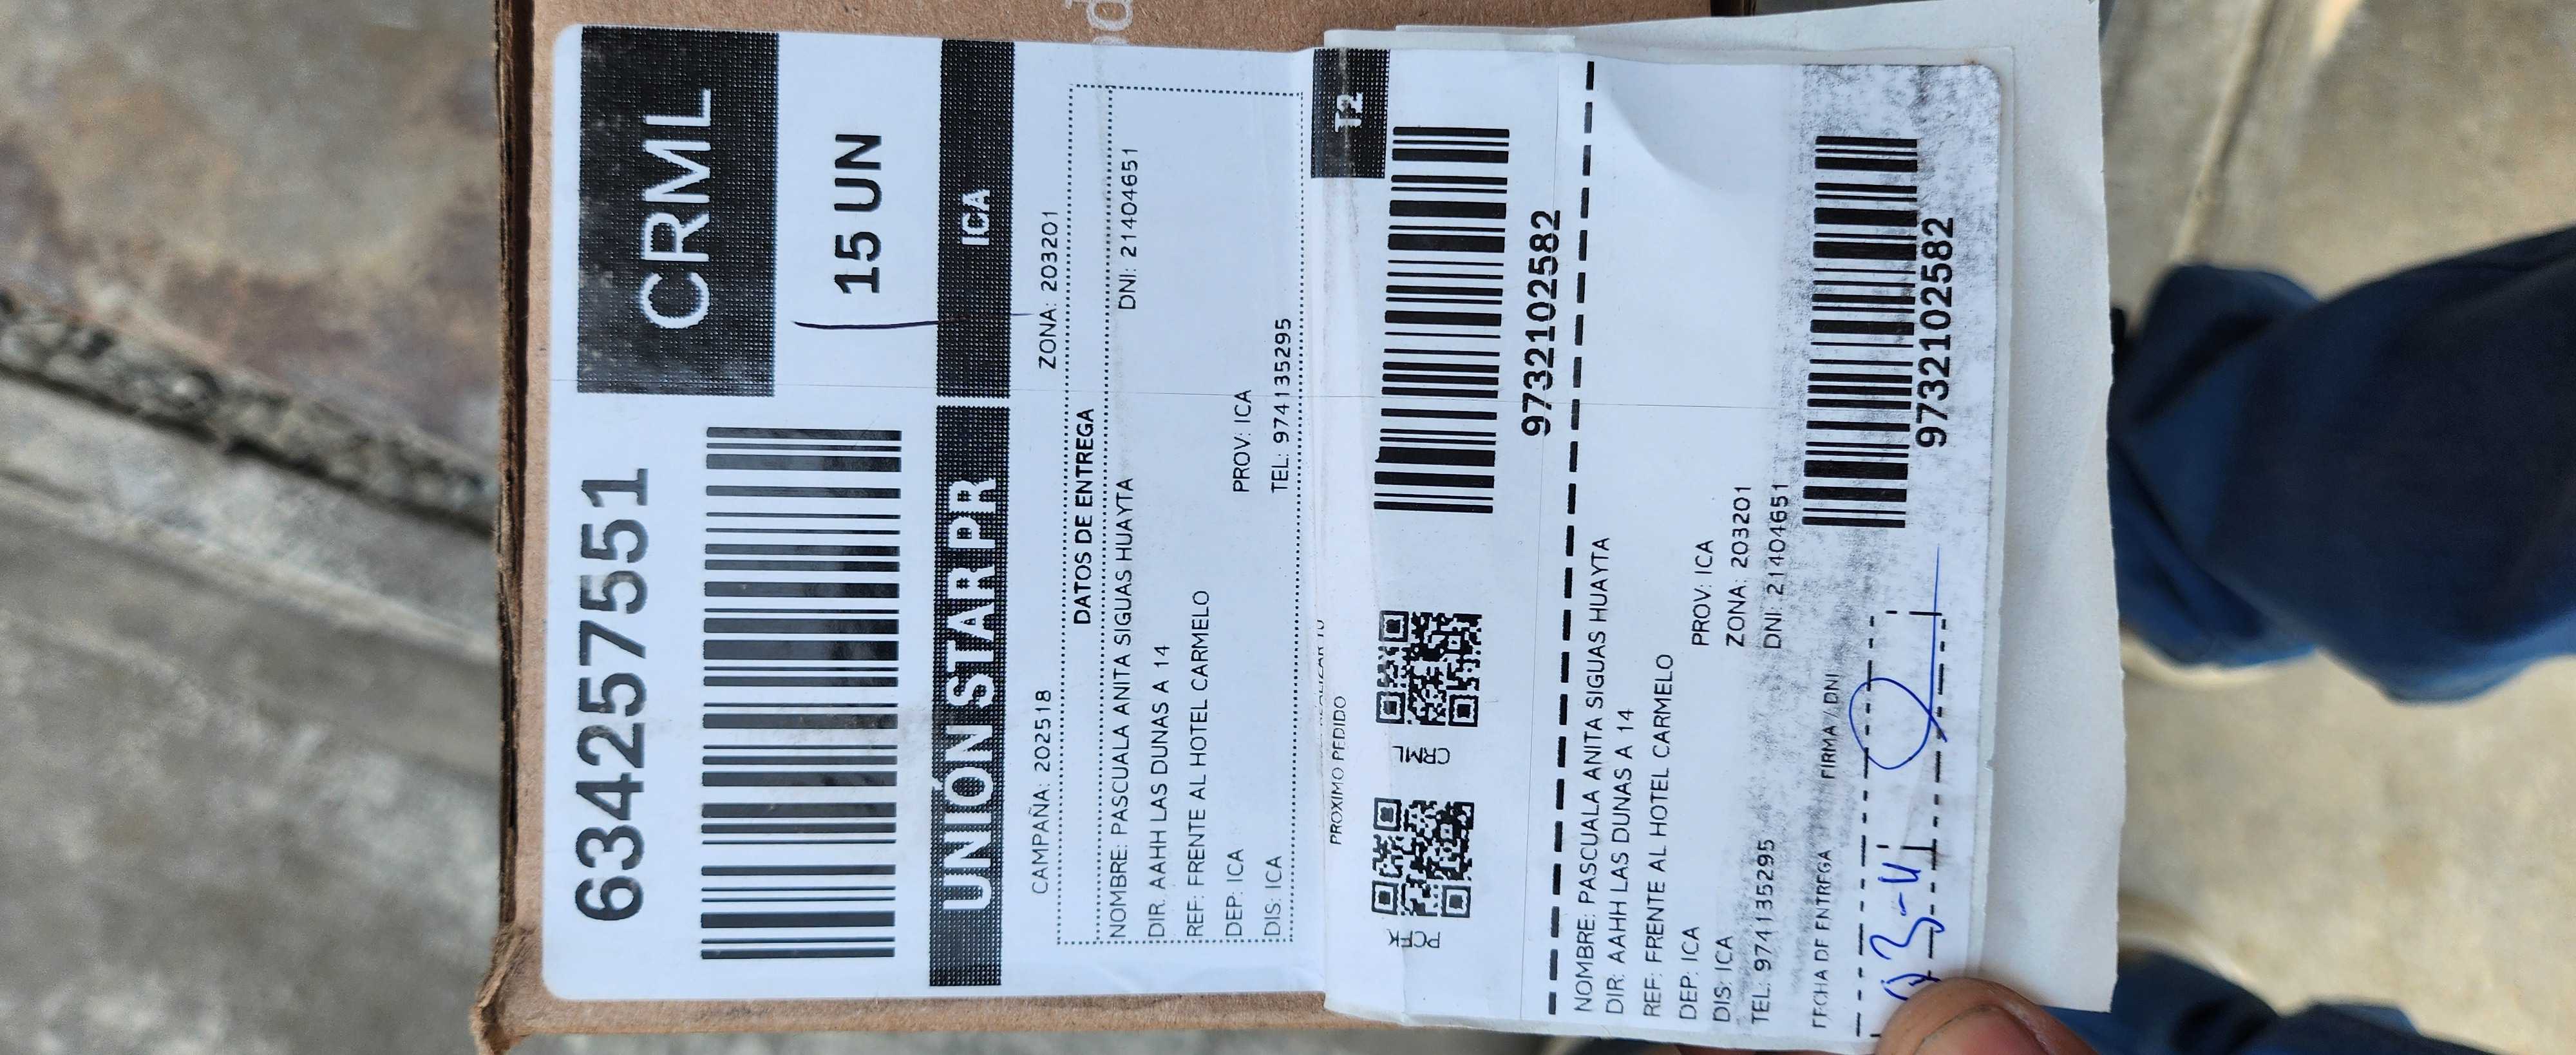 6342575551
CRML
15 UN
UNIÓN STAR PR
ICA
CAMPAÑA: 202518
ZONA: 203201
DATOS DE ENTREGA
NOMBRE: PASCUALA ANITA SIGUAS HUAYTA
DNI: 21404651
DIR. AAHH LAS DUNAS A 14
REF: FRENTE AL HOTEL CARMELO
DEP: ICA
PROV: ICA
DIS: ICA
TEL: 974135295
T2
PROXIMO PEDIDO
PCFK
CRML
9732102582
NOMBRE: PASCUALA ANITA SIGUAS HUAYTA
DIR: AAHH LAS DUNAS A 14
REF: FRENTE AL HOTEL CARMELO
DEP: ICA
PROV: ICA
DIS: ICA
ZONA: 203201
TEL: 974135295
DNI: 21404651
FECHA DE ENTREGA
FIRMA / DNI
9732102582